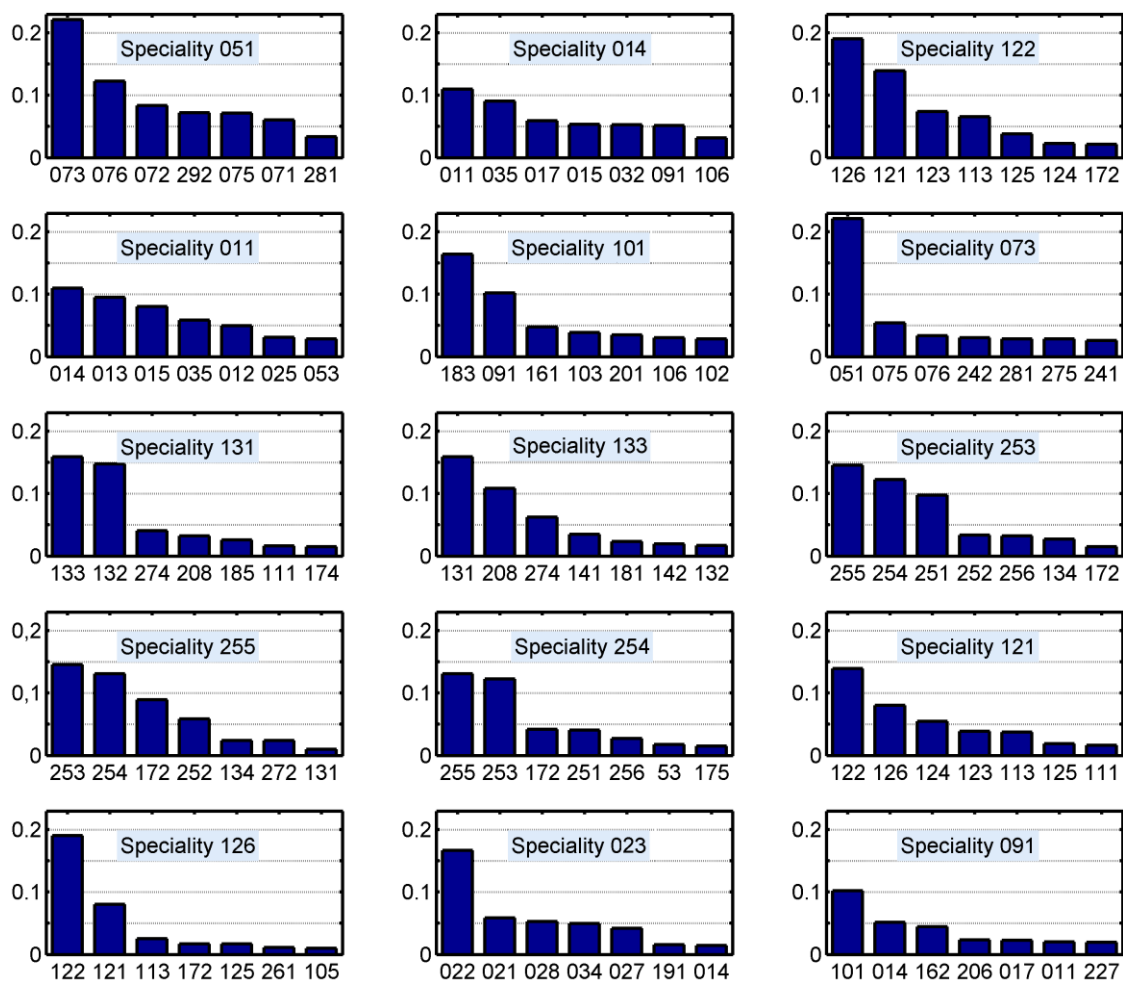 0.2 Speciality 051
0.1
0
073 076 072 292 075 071 281
0.2 Speciality 014
0.1
0
011 035 017 015 032 091 106
0.2 Speciality 122
0.1
0
126 121 123 113 125 124 172
0.2 Speciality 011
0.1
0
014 013 015 035 012 025 053
0.2 Speciality 101
0.1
0
183 091 161 103 201 106 102
0.2 Speciality 073
0.1
0
051 075 076 242 281 275 241
0.2 Speciality 131
0.1
0
133 132 274 208 185 111 174
0.2 Speciality 133
0.1
0
131 208 274 141 181 142 132
0.2 Speciality 253
0.1
0
255 254 251 252 256 134 172
0,2 Speciality 255
0,1
0
253 254 172 252 134 272 131
0.2 Speciality 254
0.1
0
255 253 172 251 256 53 175
0.2 Speciality 121
0.1
0
122 126 124 123 113 125 111
0.2 Speciality 126
0.1
0
122 121 113 172 125 261 105
0.2 Speciality 023
0.1
0
022 021 028 034 027 191 014
0.2 Speciality 091
0.1
0
101 014 162 206 017 011 227